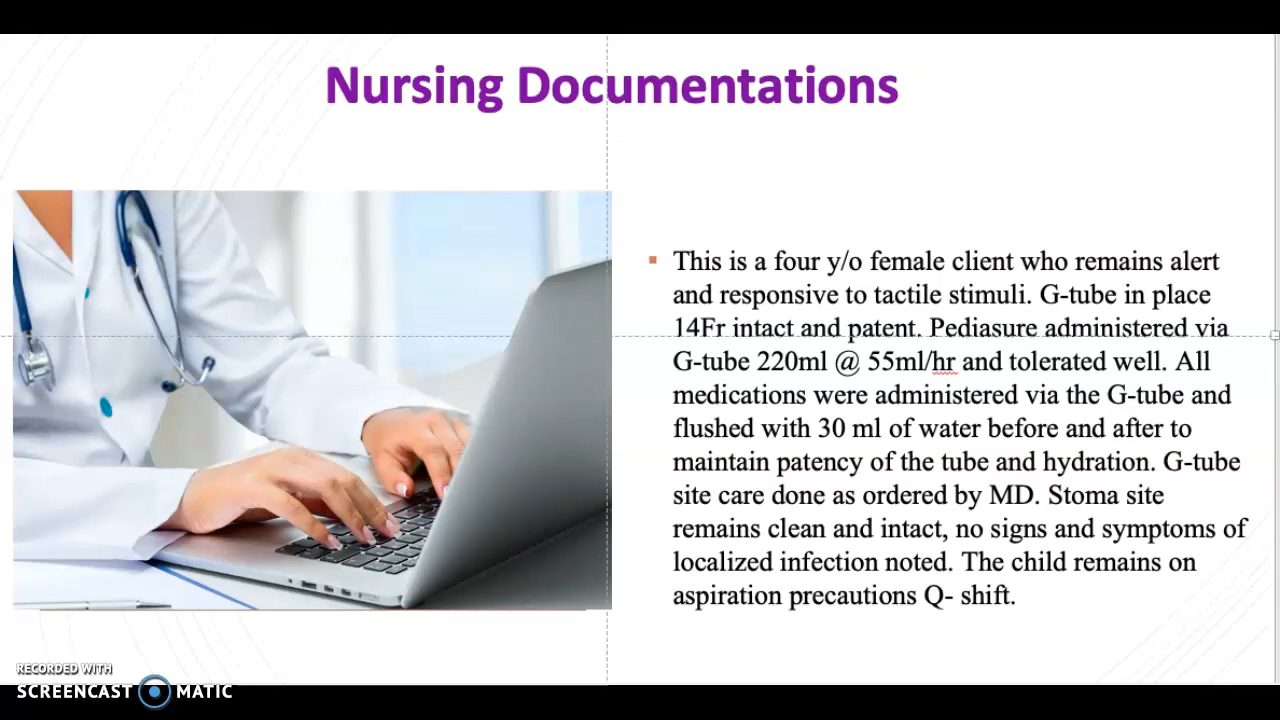 Nursing Documentations
▪ This is a four y/o female client who remains alert
and responsive to tactile stimuli. G-tube in place
14Fr intact and patent. Pediasure administered via
G-tube 220ml @ 55ml/hr and tolerated well. All
medications were administered via the G-tube and
flushed with 30 ml of water before and after to
maintain patency of the tube and hydration. G-tube
site care done as ordered by MD. Stoma site
remains clean and intact, no signs and symptoms of
localized infection noted. The child remains on
aspiration precautions Q- shift.
RECORDED WITH
SCREENCAST MATIC